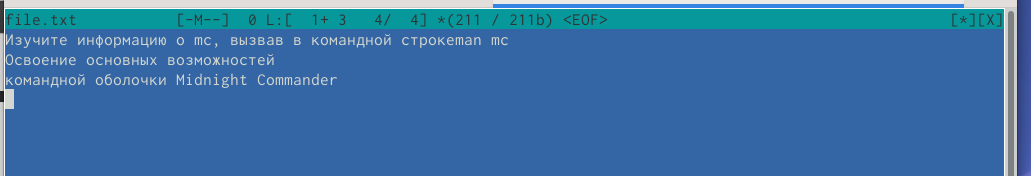 file.txt [-M--] 0 L:[ 1+ 3 4/ 4] *(211 / 211b) <EOF> [*][X]
Изучите информацию о mc, вызвав в командной строкеman mc
Освоение основных возможностей
командной оболочки Midnight Commander